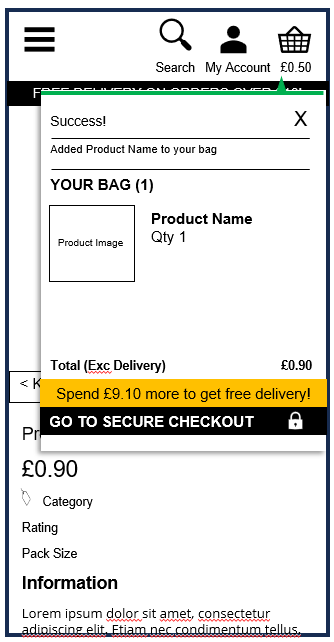 Search My Account £0.50
FREE DELIVERY ON ORDERS OVER
Success! X
Added Product Name to your bag
YOUR BAG (1)
Product Image
Product Name
Qty 1
Total (Exc Delivery) £0.90
Spend £9.10 more to get free delivery!
GO TO SECURE CHECKOUT
< K
Pr
£0.90
Category
Rating
Pack Size
Information
Lorem ipsum dolor sit amet, consectetur
adipiscing elit. Etiam nec condimentum tellus.